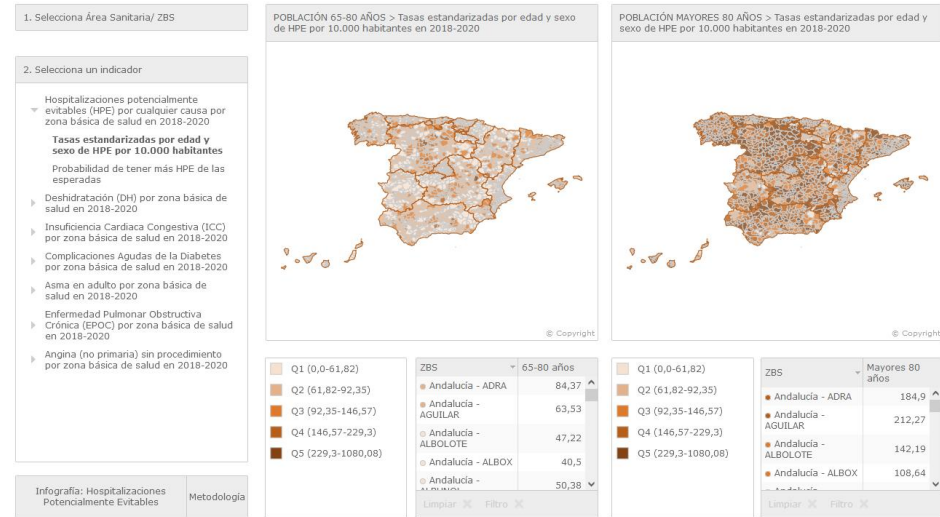 1. Selecciona Área Sanitaria/ ZBS
2. Selecciona un indicador
Hospitalizaciones potencialmente
evitables (HPE) por cualquier causa por
zona básica de salud en 2018-2020
Tasas estandarizadas por edad y
sexo de HPE por 10.000 habitantes
Probabilidad de tener más HPE de las
esperadas
Deshidratación (DH) por zona básica de
salud en 2018-2020
Insuficiencia Cardiaca Congestiva (ICC)
por zona básica de salud en 2018-2020
Complicaciones Agudas de la Diabetes
por zona básica de salud en 2018-2020
Asma en adulto por zona básica de
salud en 2018-2020
Enfermedad Pulmonar Obstructiva
Crónica (EPOC) por zona básica de salud
en 2018-2020
Angina (no primaria) sin procedimiento
por zona básica de salud en 2018-2020
Infografía: Hospitalizaciones
Potencialmente Evitables
Metodología
POBLACIÓN 65-80 AÑOS > Tasas estandarizadas por edad y sexo
de HPE por 10.000 habitantes en 2018-2020
© Copyright
Q1 (0,0-61,82)
Q2 (61,82-92,35)
Q3 (92,35-146,57)
Q4 (146,57-229,3)
Q5 (229,3-1080,08)
ZBS 65-80 años
Andalucía - ADRA 84,37
Andalucía -
AGUILAR 63,53
Andalucía -
ALBOLOTE 47,22
Andalucía - ALBOX 40,5
Andalucía -
50,38
Limpiar Filtro
POBLACIÓN MAYORES 80 AÑOS > Tasas estandarizadas por edad y
sexo de HPE por 10.000 habitantes en 2018-2020
© Copyright
Q1 (0,0-61,82)
Q2 (61,82-92,35)
Q3 (92,35-146,57)
Q4 (146,57-229,3)
Q5 (229,3-1080,08)
ZBS Mayores 80
años
Andalucía - ADRA 184,9
Andalucía -
AGUILAR 212,27
Andalucía -
ALBOLOTE 142,19
Andalucía - ALBOX 108,64
Limpiar Filtro